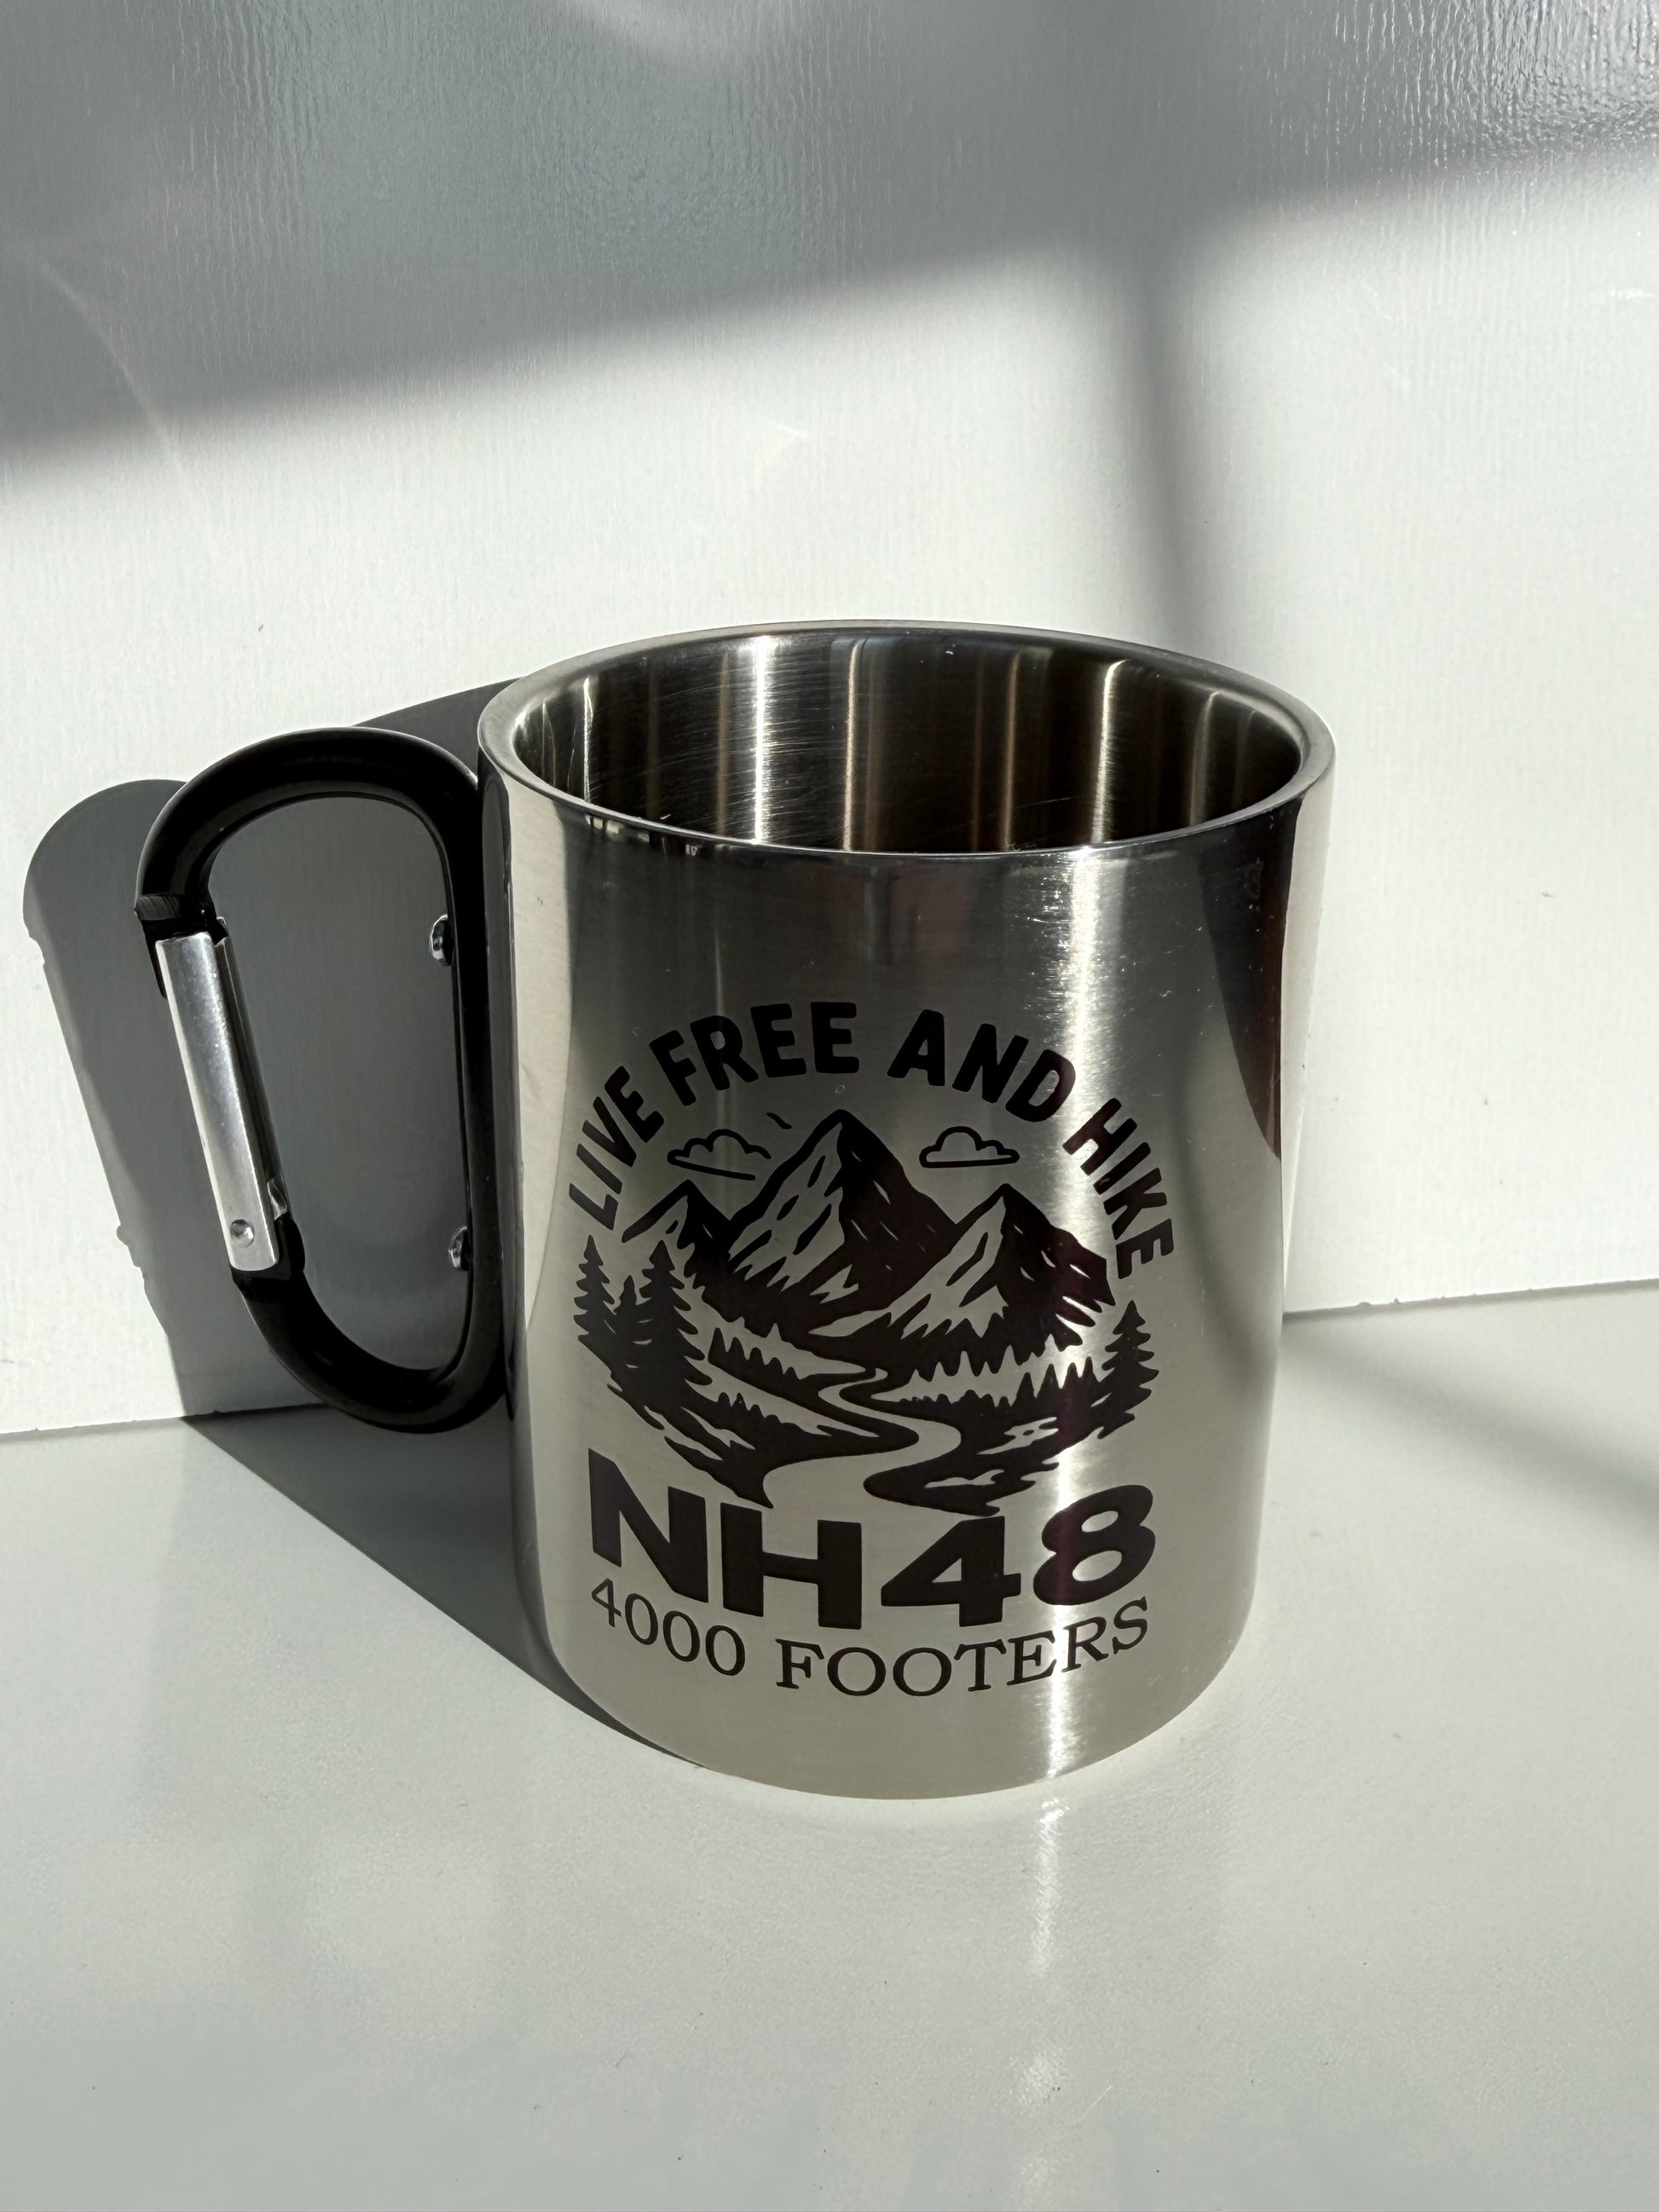 LIVE FREE AND HIKE
NH48
4000 FOOTERS